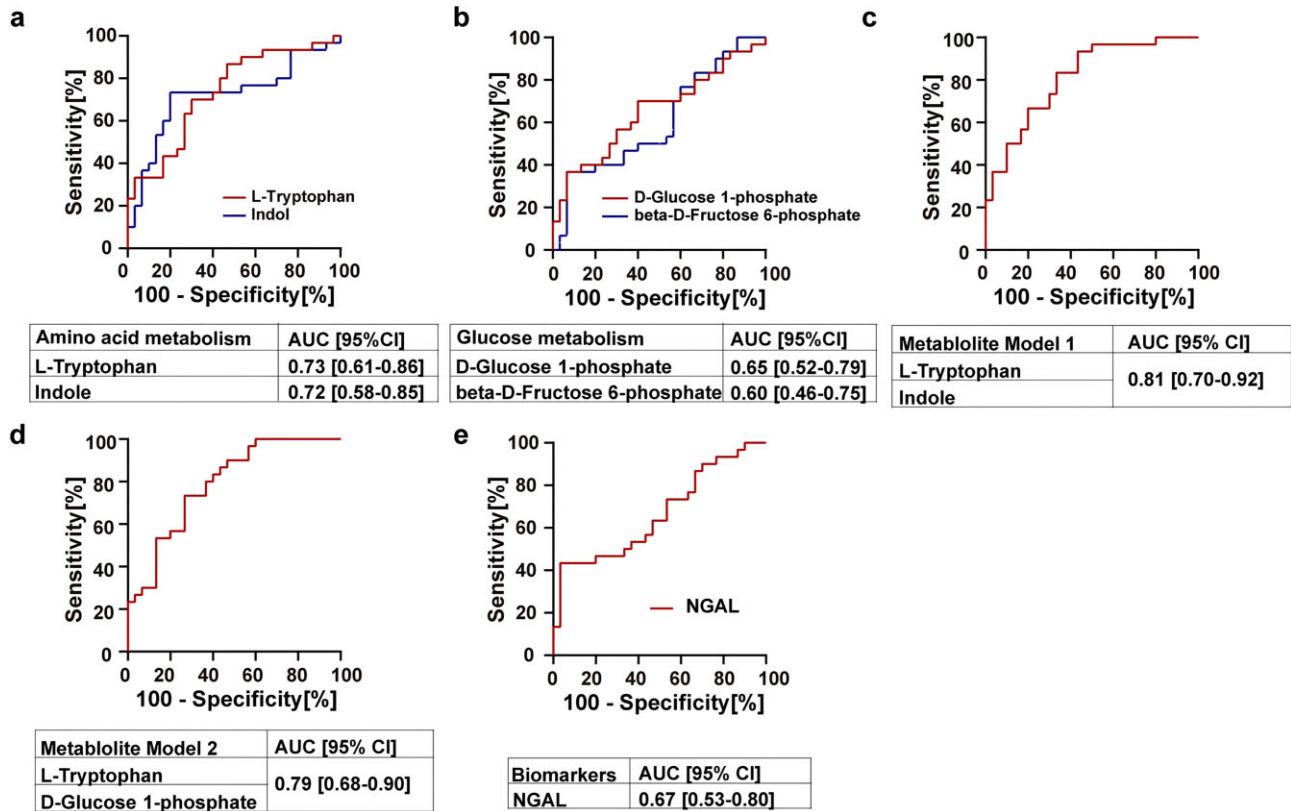 a
Sensitivity[%]
100
80
60
40
20
0
L-Tryptophan
Indol
0 20 40 60 80 100
100 - Specificity[%]
Amino acid metabolism AUC [95%CI]
L-Tryptophan 0.73 [0.61-0.86]
Indole 0.72 [0.58-0.85]
b
Sensitivity[%]
100
80
60
40
20
0
D-Glucose 1-phosphate
beta-D-Fructose 6-phosphate
0 20 40 60 80 100
100 - Specificity[%]
Glucose metabolism AUC [95%CI]
D-Glucose 1-phosphate 0.65 [0.52-0.79]
beta-D-Fructose 6-phosphate 0.60 [0.46-0.75]
c
Sensitivity[%]
100
80
60
40
20
0
0 20 40 60 80 100
100 - Specificity[%]
Metablolite Model 1 AUC [95% CI]
L-Tryptophan
0.81 [0.70-0.92]
Indole
d
Sensitivity[%]
100
80
60
40
20
0
0 20 40 60 80 100
100 - Specificity[%]
Metablolite Model 2 AUC [95% CI]
L-Tryptophan
0.79 [0.68-0.90]
D-Glucose 1-phosphate
e
Sensitivity[%]
100
80
60
40
20
0
NGAL
0 20 40 60 80 100
100 - Specificity[%]
Biomarkers AUC [95% CI]
NGAL 0.67 [0.53-0.80]